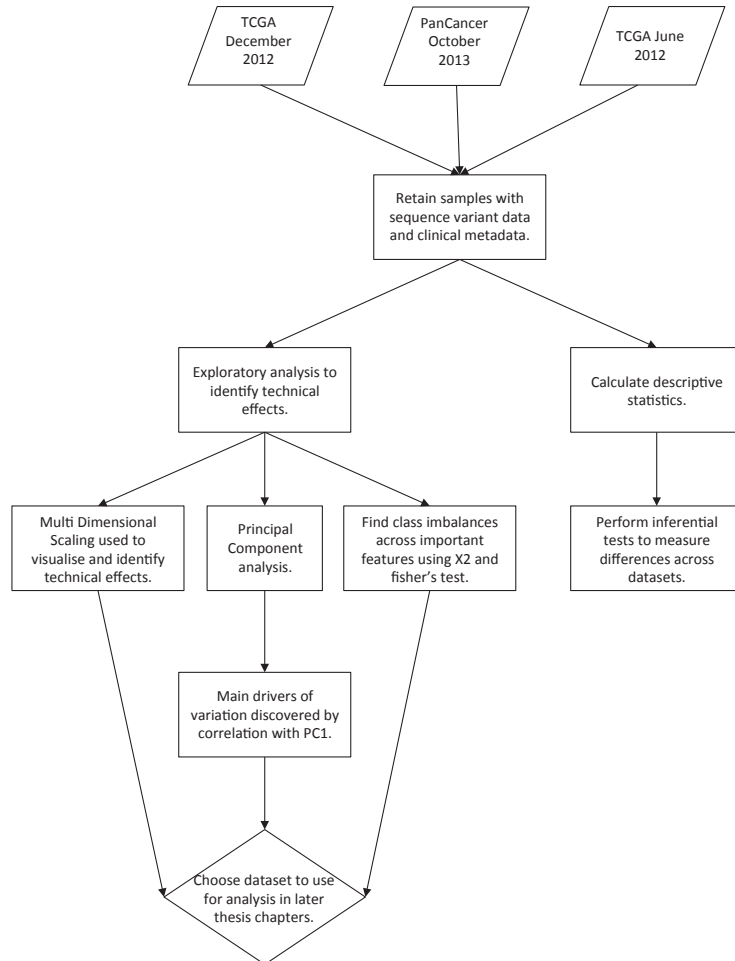 TCGA
December
2012
PanCancer
October
2013
TCGA June
2012
Retain samples with
sequence variant data
and clinical metadata.
Exploratory analysis to
identify technical
effects.
Calculate descriptive
statistics.
Multi Dimensional
Scaling used to
visualise and identify
technical effects.
Principal
Component
analysis.
Find class imbalances
across important
features using X2 and
fisher’s test.
Perform inferential
tests to measure
differences across
datasets.
Main drivers of
variation discovered by
correlation with PC1.
Choose dataset to use
for analysis in later
thesis chapters.